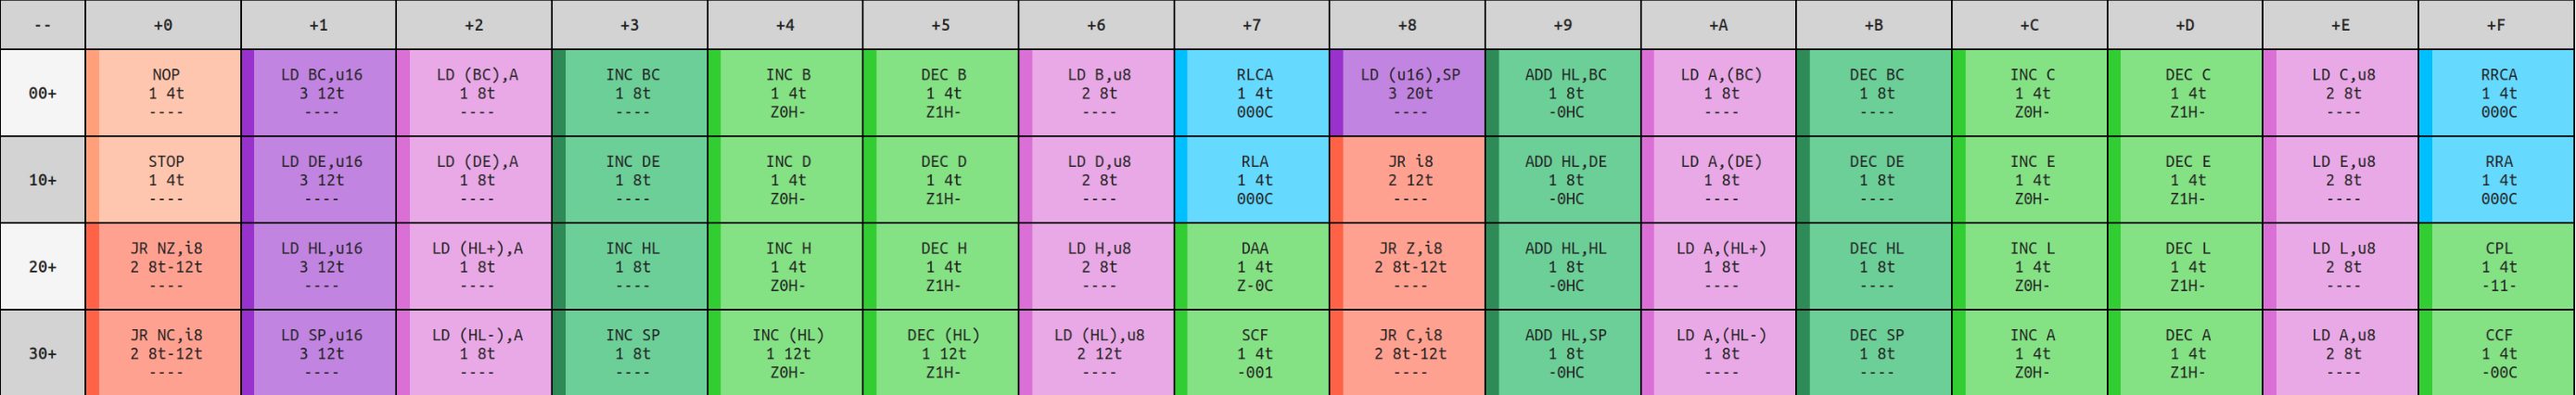 -- +0 +1 +2 +3 +4 +5 +6 +7 +8 +9 +A +B +C +D +E +F
NOP LD BC,u16 LD (BC),A INC BC INC B DEC B LD B,u8 RLCA LD (u16),SP ADD HL,BC LD A,(BC) DEC BC INC C DEC C LD C,u8 RRCA
00+ 1 4t 3 12t 1 8t 1 8t 1 4t 1 4t 2 8t 1 4t 3 20t 1 8t 1 8t 1 8t 1 4t 1 4t 2 8t 1 4t
---- ---- ---- ---- Z0H- Z1H- ---- 000C ---- -0HC ---- ---- Z0H- Z1H- ---- 000C
STOP LD DE,u16 LD (DE),A INC DE INC D DEC D LD D,u8 RLA JR i8 ADD HL,DE LD A,(DE) DEC DE INC E DEC E LD E,u8 RRA
10+ 1 4t 3 12t 1 8t 1 8t 1 4t 1 4t 2 8t 1 4t 2 12t 1 8t 1 8t 1 8t 1 4t 1 4t 2 8t 1 4t
---- ---- ---- ---- Z0H- Z1H- ---- 000C ---- -0HC ---- ---- Z0H- Z1H- ---- 000C
JR NZ,i8 LD HL,u16 LD (HL+),A INC HL INC H DEC H LD H,u8 DAA JR Z,i8 ADD HL,HL LD A,(HL+) DEC HL INC L DEC L LD L,u8 CPL
20+ 2 8t-12t 3 12t 1 8t 1 8t 1 4t 1 4t 2 8t 1 4t 2 8t-12t 1 8t 1 8t 1 8t 1 4t 1 4t 2 8t 1 4t
---- ---- ---- ---- Z0H- Z1H- ---- Z-0C ---- -0HC ---- ---- Z0H- Z1H- ---- -11-
JR NC,i8 LD SP,u16 LD (HL-),A INC SP INC (HL) DEC (HL) LD (HL),u8 SCF JR C,i8 ADD HL,SP LD A,(HL-) DEC SP INC A DEC A LD A,u8 CCF
30+ 2 8t-12t 3 12t 1 8t 1 8t 1 12t 1 12t 2 12t 1 4t 2 8t-12t 1 8t 1 8t 1 8t 1 4t 1 4t 2 8t 1 4t
---- ---- ---- ---- Z0H- Z1H- ---- -001 ---- -0HC ---- ---- Z0H- Z1H- ---- -00C